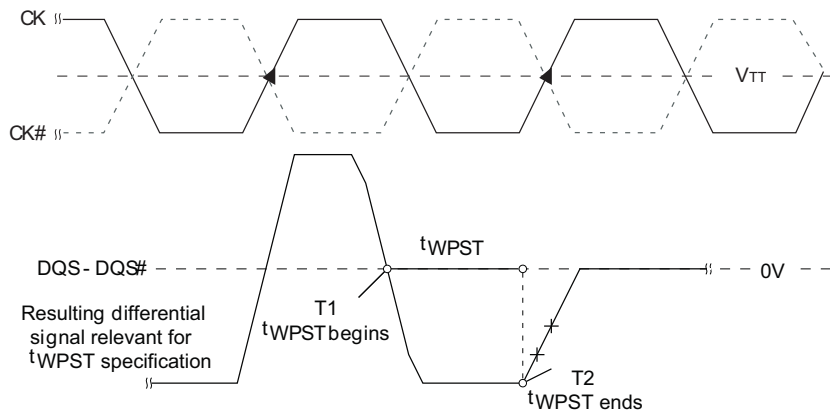 CK
VTT
CK#
tWPST
DQS - DQS#
0V
Resulting differential
signal relevant for
tWPST specification
T1
tWPST begins
T2
tWPST ends